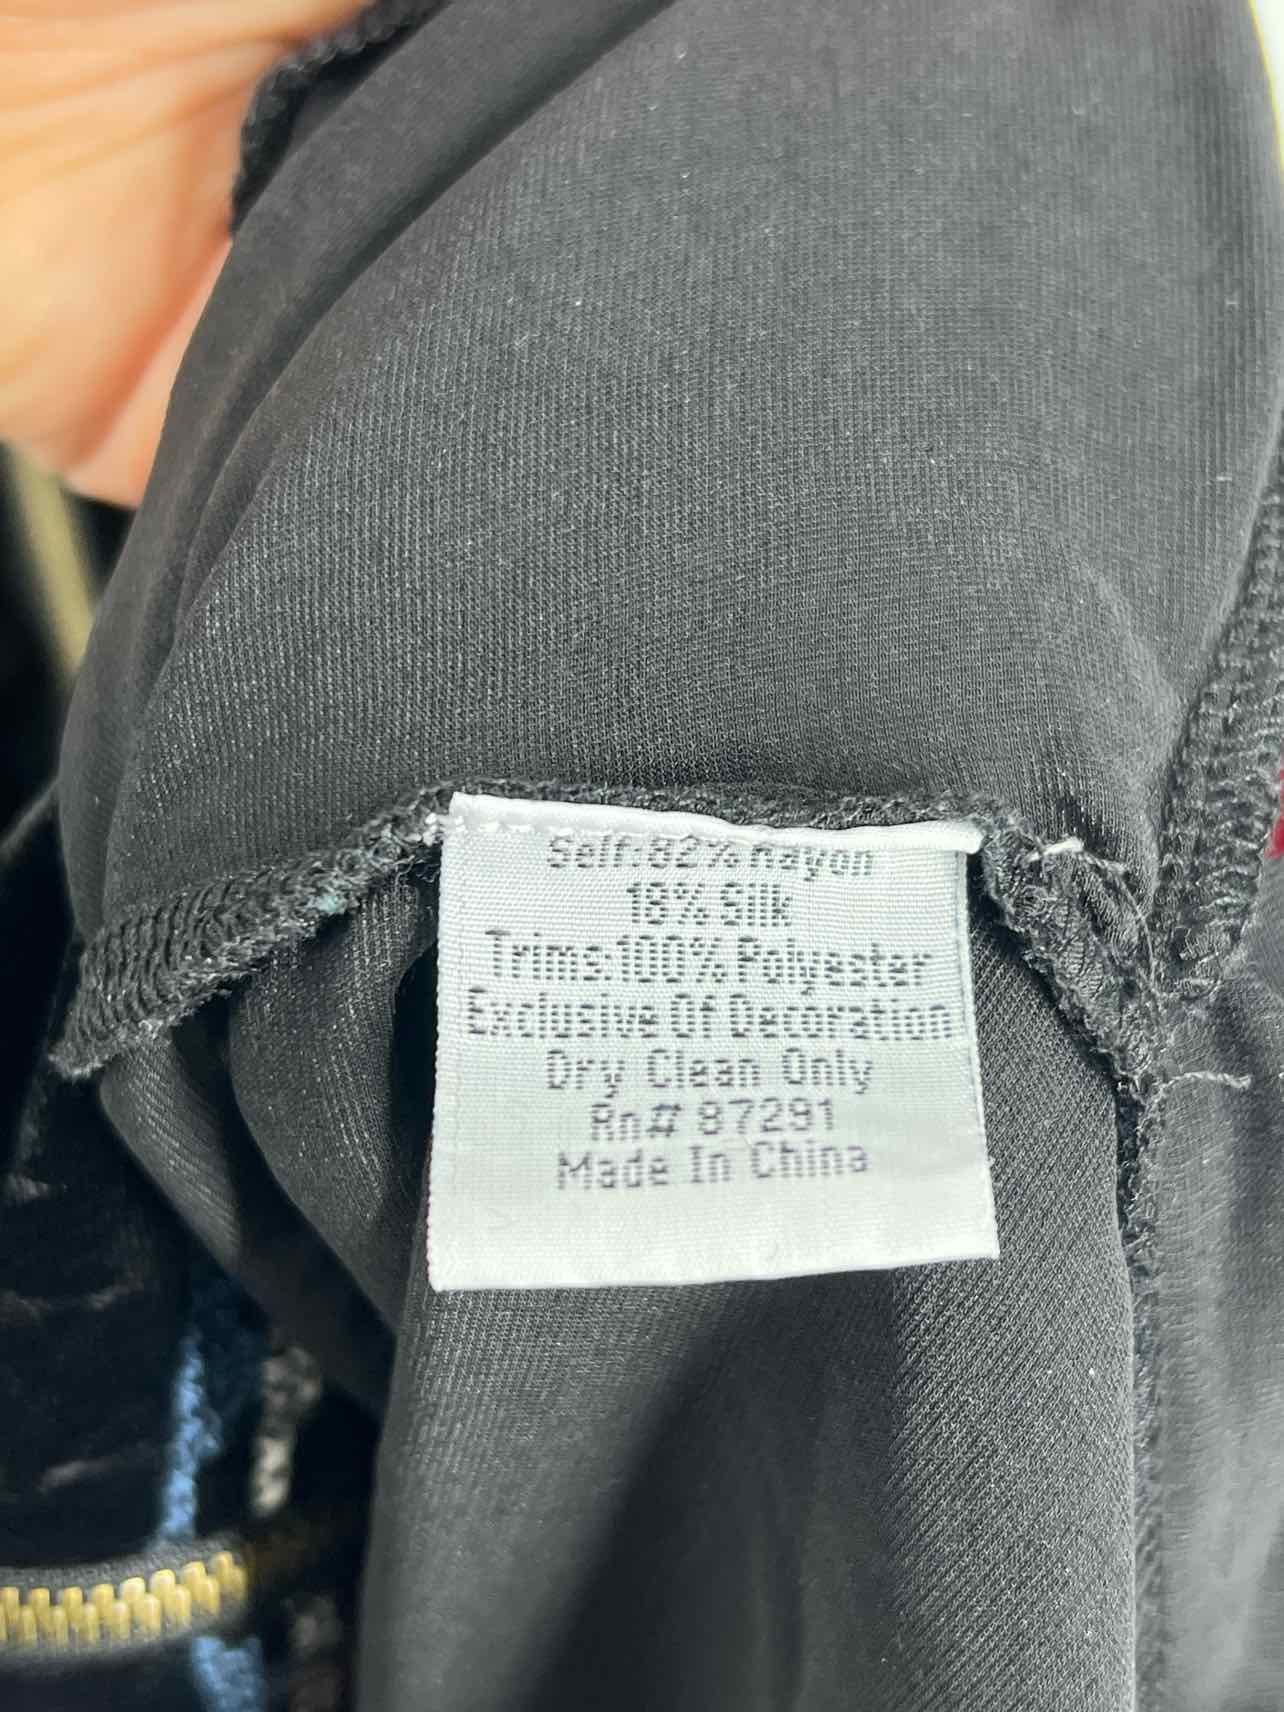 Self:82% Rayon
18% Silk
Trims:100% Polyester
Exclusive Of Decoration
Dry Clean Only
Rn# 87291
Made In China